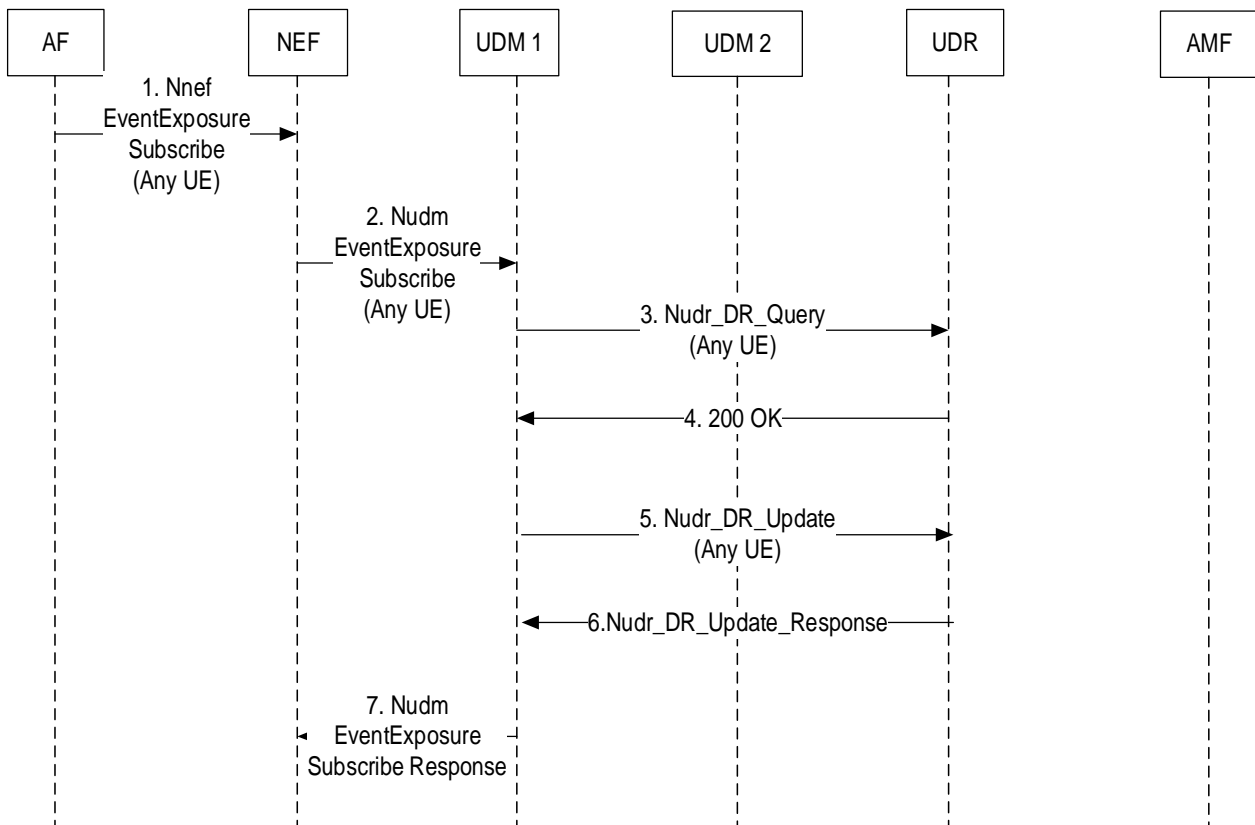 AF
NEF
UDM 1
UDM 2
UDR
AMF
1. Nnef
EventExposure
Subscribe
(Any UE)
2. Nudm
EventExposure
Subscribe
(Any UE)
3. Nudr_DR_Query
(Any UE)
4. 200 OK
5. Nudr_DR_Update
(Any UE)
6.Nudr_DR_Update_Response
7. Nudm
EventExposure
Subscribe Response